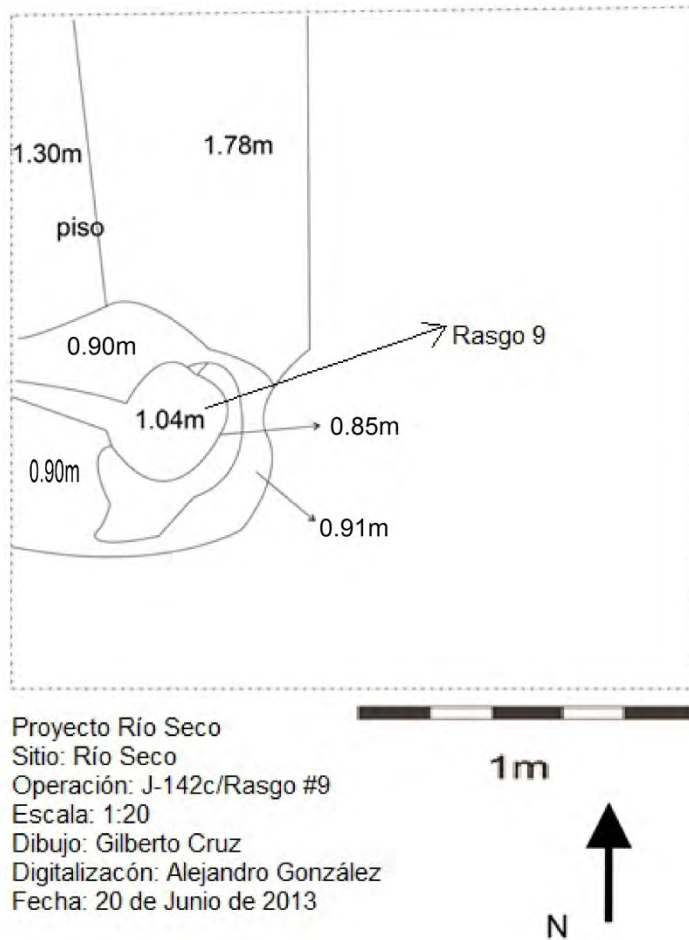 1.30m
1.78m
piso
0.90m
Rasgo 9
1.04m
0.85m
0.90m
0.91m
Proyecto Río Seco
Sitio: Río Seco
Operación: J-142c/Rasgo #9
Escala: 1:20
Dibujo: Gilberto Cruz
Digitalizacón: Alejandro González
Fecha: 20 de Junio de 2013
1m
N